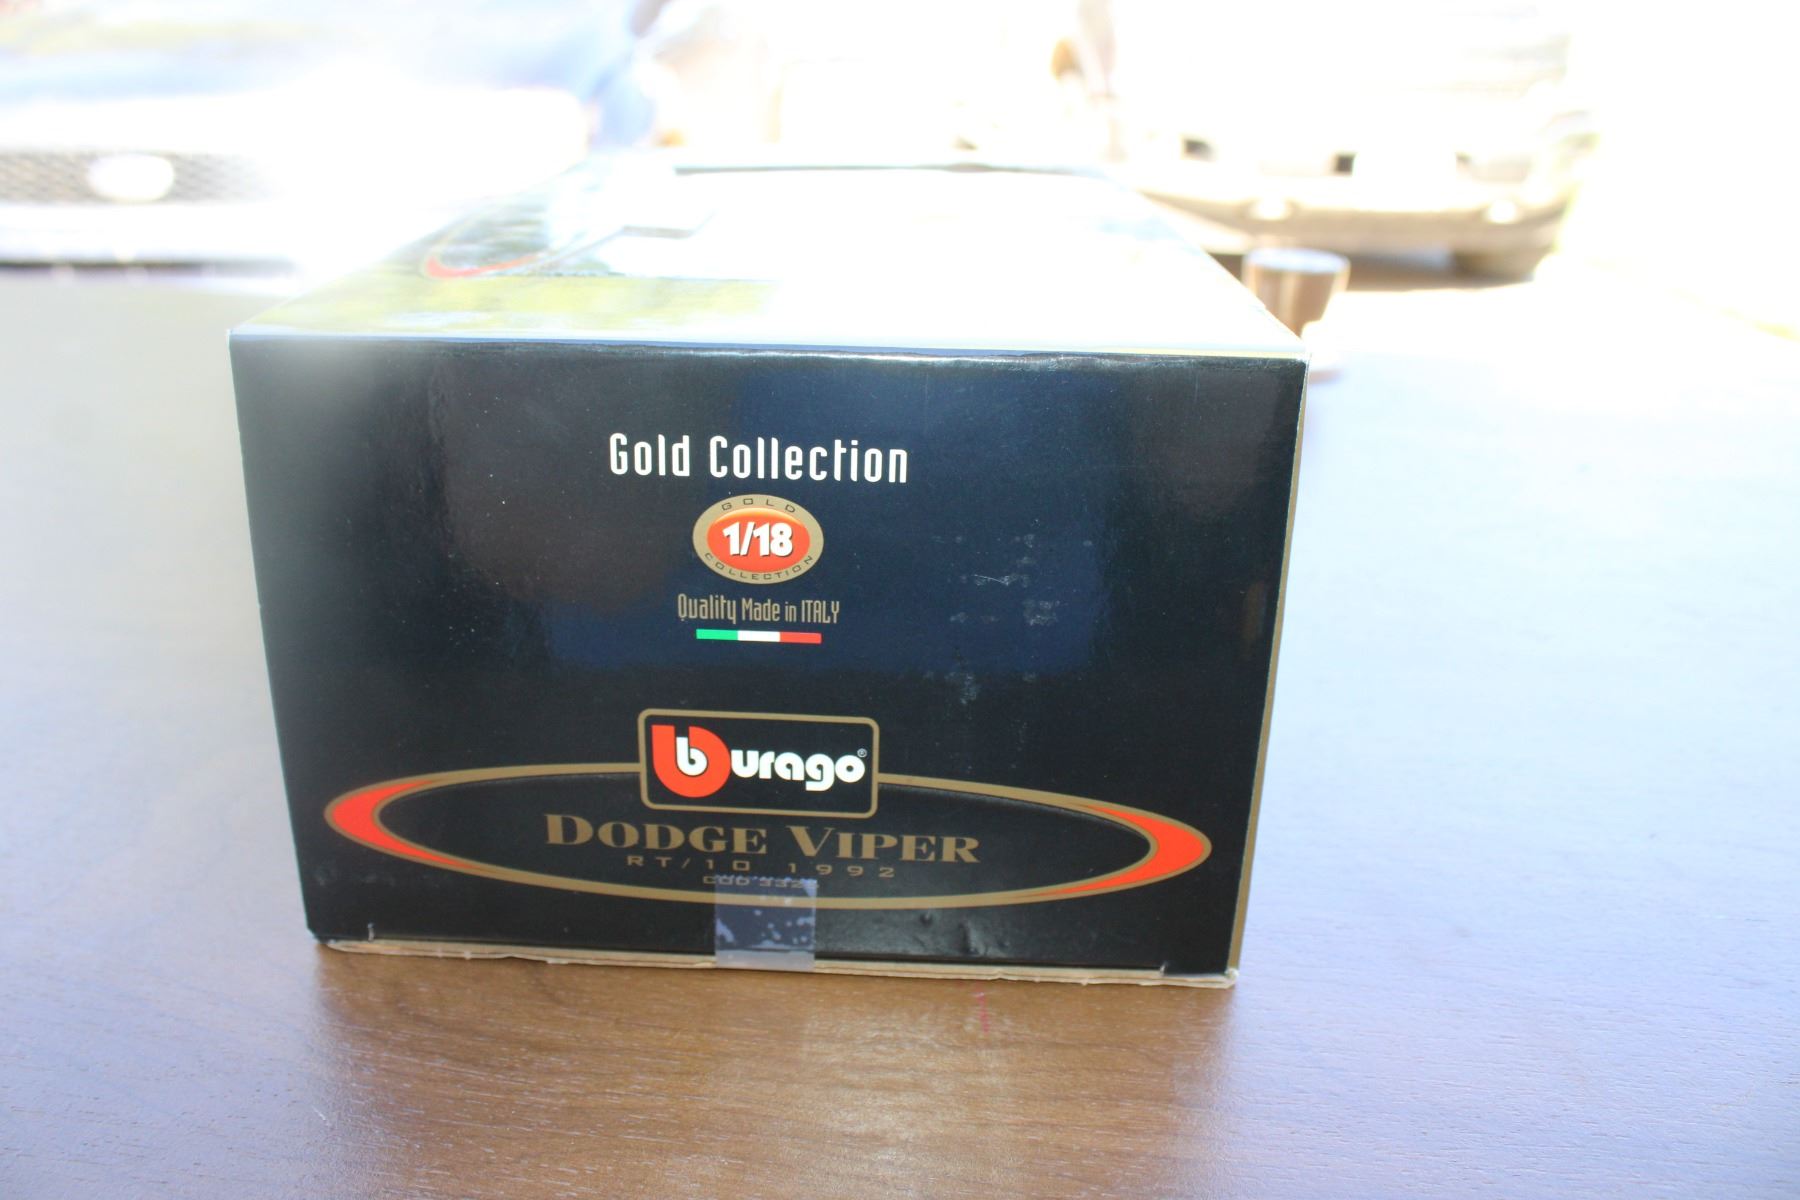 Gold Collection
GOLD
1/18
COLLECTION
Quality Made in ITALY
burago®
DODGE VIPER
RT/10 1992